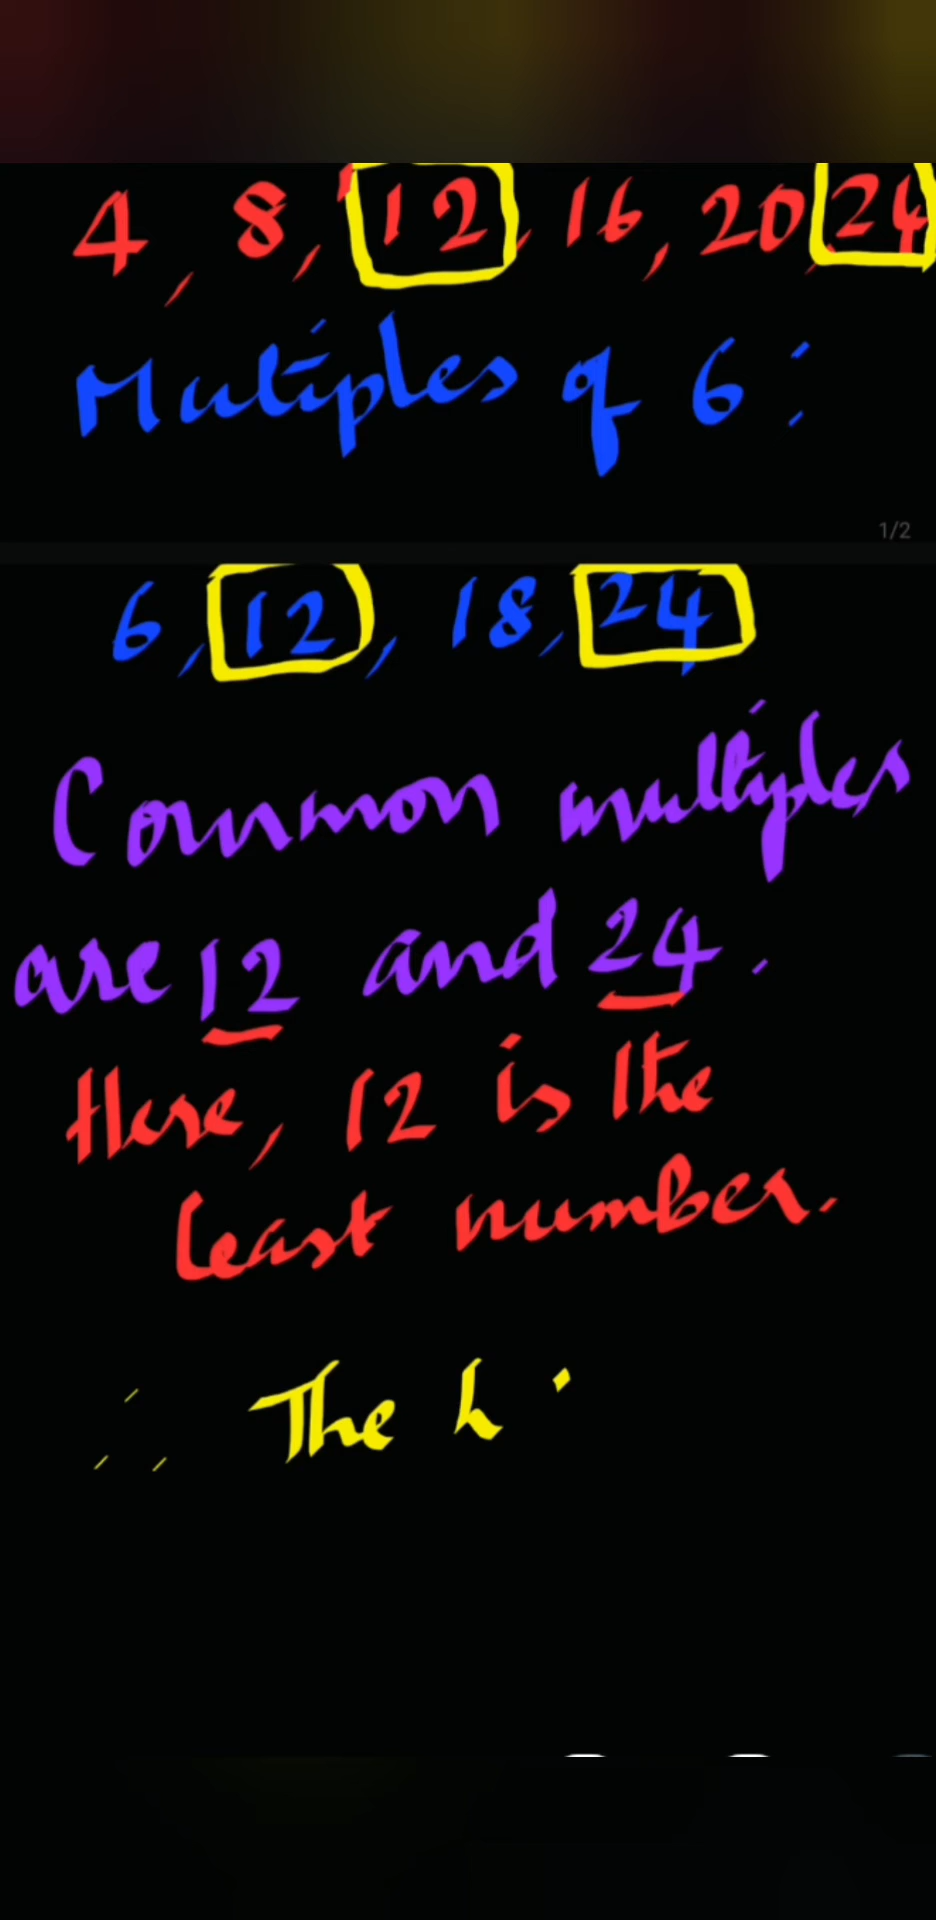 4, 8, 12, 16, 20, 24
Mutiples of 6:
1/2
6, 12, 18, 24
Common multiples
are 12 and 24.
Here, 12 is the
least number.
∴ The L.